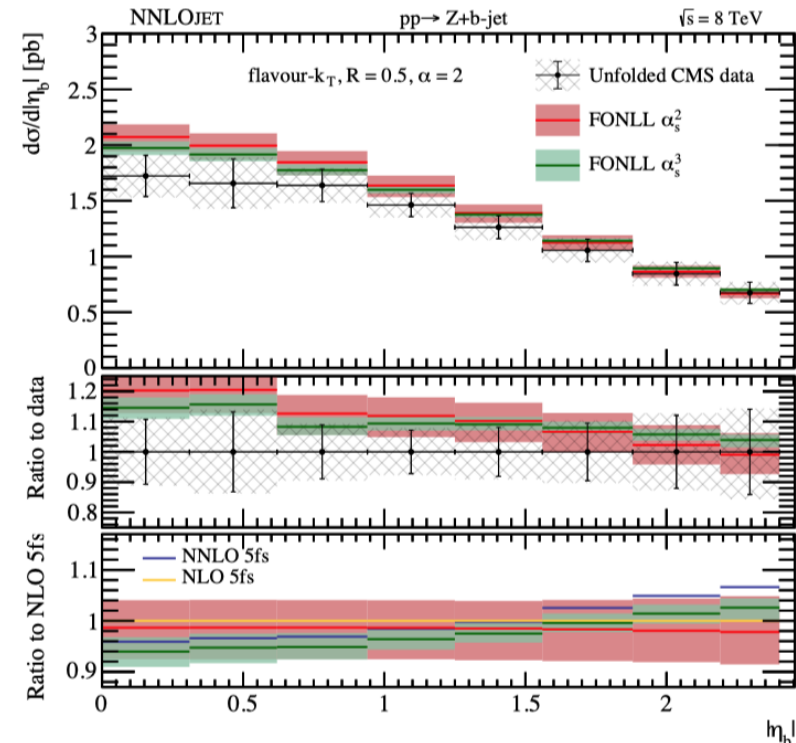 NNLOJET pp→ Z+b-jet √s = 8 TeV
dσ/d|η_b| [pb]
flavour-k_T, R = 0.5, α = 2
Unfolded CMS data
FONLL α_s^2
FONLL α_s^3
3
2.5
2
1.5
1
0.5
0
Ratio to data
1.2
1.1
1
0.9
0.8
Ratio to NLO 5fs
NNLO 5fs
NLO 5fs
1.1
1
0.9
0 0.5 1 1.5 2
|η_b|